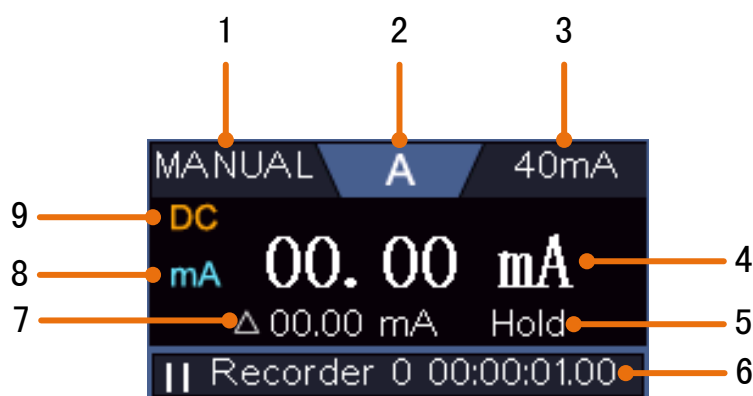 1 2 3
MANUAL A 40mA
9 DC
8 mA 00.00 mA 4
7 △ 00.00 mA Hold 5
II Recorder 0 00:00:01.00 6